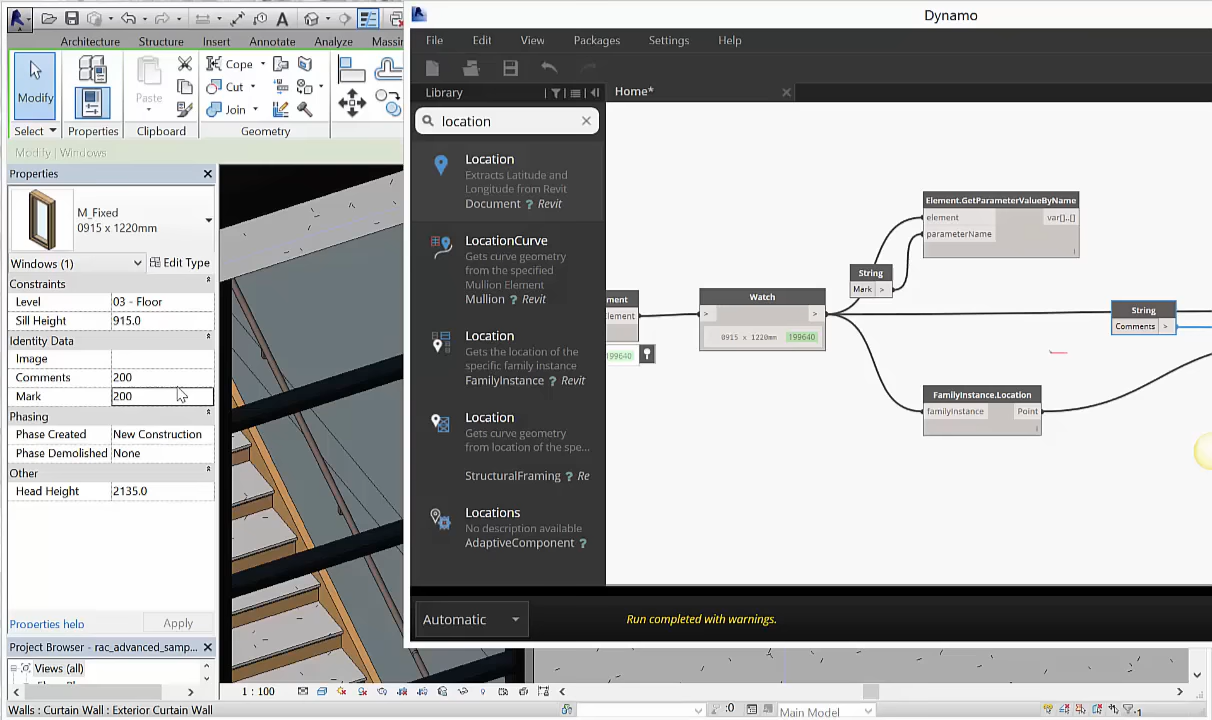 Dynamo
Architecture Structure Insert Annotate Analyze Massin
File Edit View Packages Settings Help
Modify
Select
Properties
Paste
Clipboard
Cope
Cut
Join
Geometry
Library
Home*
location
Modify | Windows
Properties
M_Fixed
0915 x 1220mm
Windows (1)
Edit Type
Constraints
Level 03 - Floor
Sill Height 915.0
Identity Data
Image
Comments 200
Mark 200
Phasing
Phase Created New Construction
Phase Demolished None
Other
Head Height 2135.0
Properties help
Apply
Project Browser - rac_advanced_samp...
Views (all)
Location
Extracts Latitude and
Longitude from Revit
Document ? Revit
LocationCurve
Gets curve geometry
from the specified
Mullion Element
Mullion ? Revit
Location
Gets the location of the
specific family instance
FamilyInstance ? Revit
Location
Gets curve geometry
from location of the spe...
StructuralFraming ? Re
Locations
No description available
AdaptiveComponent ?
Element.GetParameterValueByName
element var[]..[]
parameterName
String
Mark >
ment
Element
199640
Watch
> >
0915 x 1220mm 199640
String
Comments >
FamilyInstance.Location
familyInstance Point
Automatic
Run completed with warnings.
1 : 100
:0
Main Model
Walls : Curtain Wall : Exterior Curtain Wall